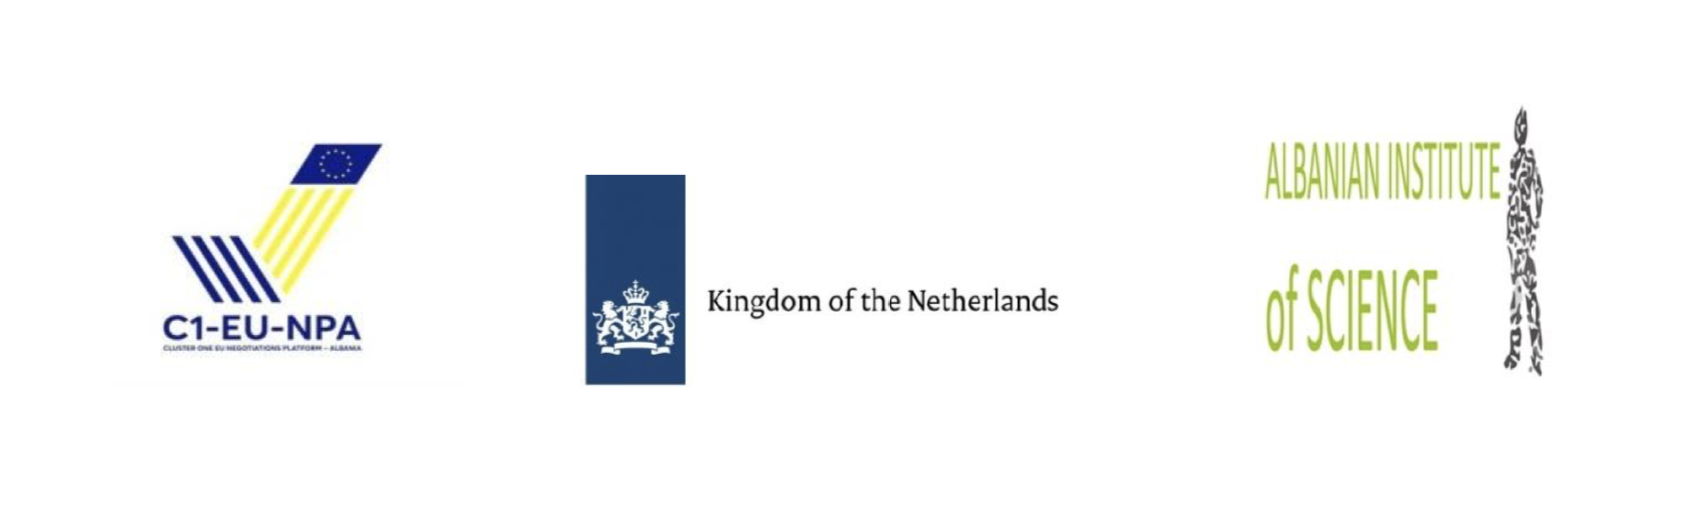 C1-EU-NPA
CLUSTER ONE EU NEGOTIATIONS PLATFORM – ALBANIA
Kingdom of the Netherlands
ALBANIAN INSTITUTE
of SCIENCE